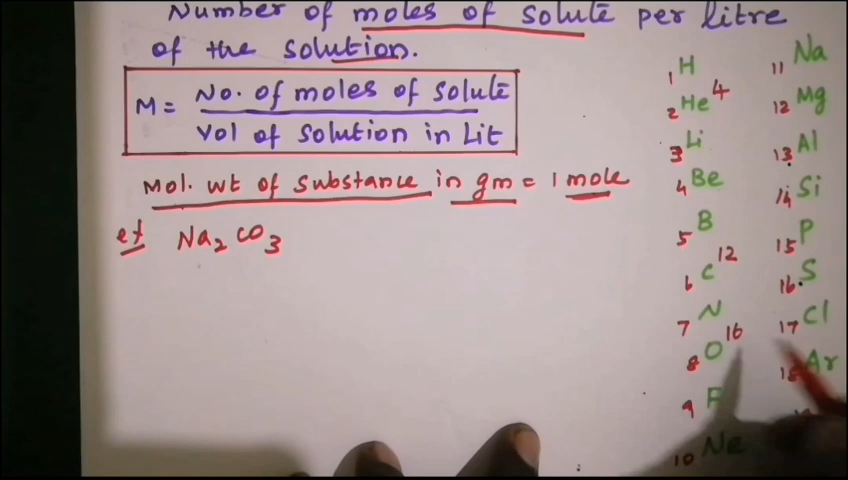 Number of moles of solute per litre
of the solution.
M = No. of moles of solute
Vol of solution in Lit
Mol. wt of substance in gm = 1 mole
ex Na2CO3
1 H
2 He 4
3 Li
4 Be
5 B
6 C 12
7 N
8 O 16
9 F
10 Ne
11 Na
12 Mg
13 Al
14 Si
15 P
16 S
17 Cl
18 Ar